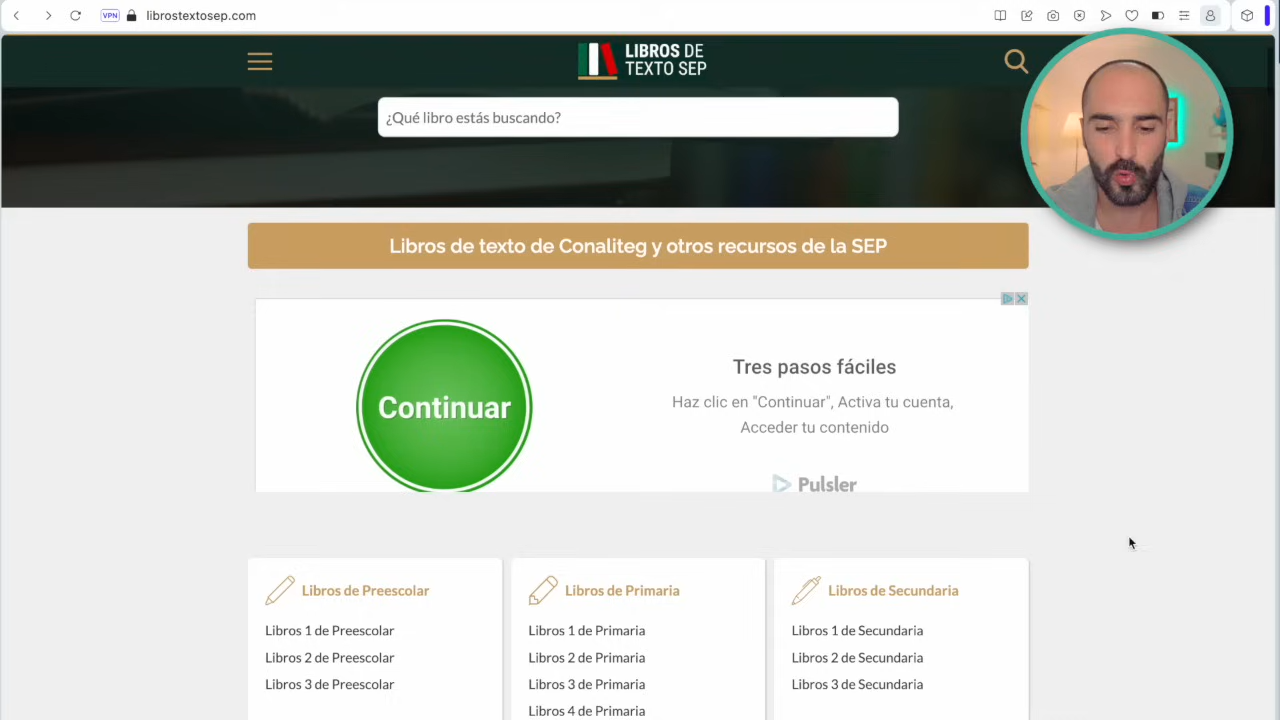 VPN
librostextosep.com
LIBROS DE
TEXTO SEP
¿Qué libro estás buscando?
Libros de texto de Conaliteg y otros recursos de la SEP
Continuar
Tres pasos fáciles
Haz clic en "Continuar", Activa tu cuenta,
Acceder tu contenido
Pulsler
Libros de Preescolar
Libros 1 de Preescolar
Libros 2 de Preescolar
Libros 3 de Preescolar
Libros de Primaria
Libros 1 de Primaria
Libros 2 de Primaria
Libros 3 de Primaria
Libros 4 de Primaria
Libros de Secundaria
Libros 1 de Secundaria
Libros 2 de Secundaria
Libros 3 de Secundaria